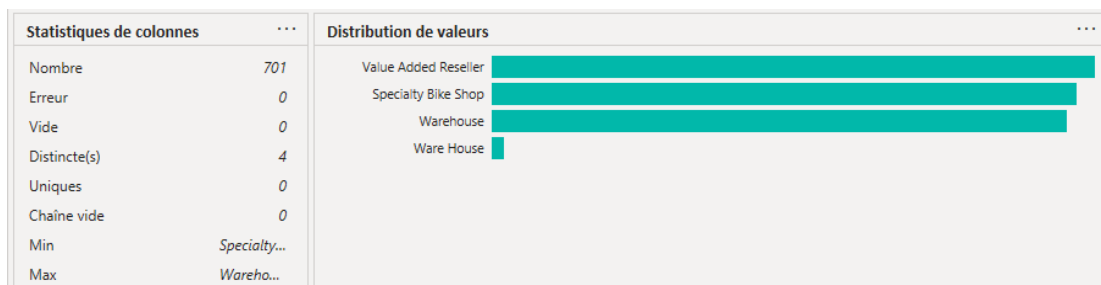 Statistiques de colonnes ...
Nombre 701
Erreur 0
Vide 0
Distincte(s) 4
Uniques 0
Chaîne vide 0
Min Specialty...
Max Wareho...
Distribution de valeurs ...
Value Added Reseller
Specialty Bike Shop
Warehouse
Ware House